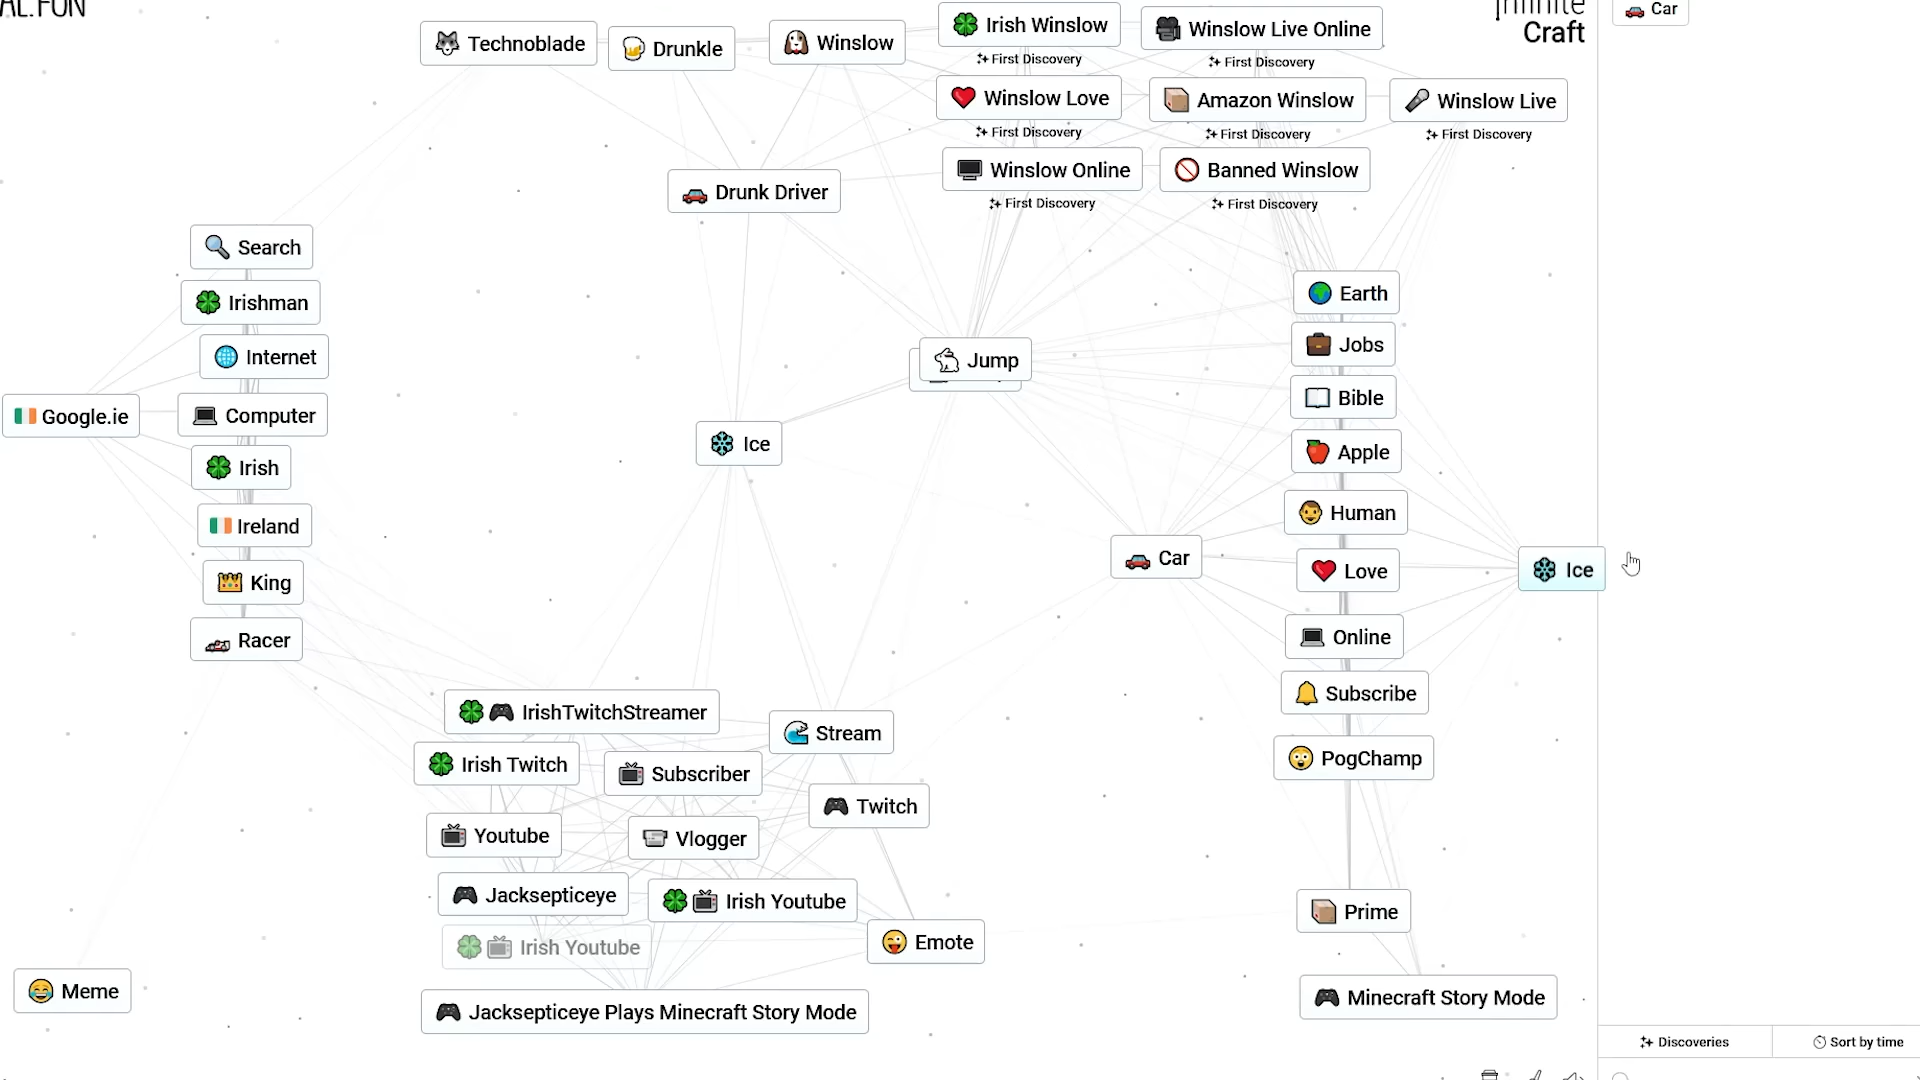 AL.FUN
Infinite
Craft
Car
Technoblade
Drunkle
Winslow
Irish Winslow
First Discovery
Winslow Live Online
First Discovery
Winslow Love
First Discovery
Amazon Winslow
First Discovery
Winslow Live
First Discovery
Winslow Online
First Discovery
Banned Winslow
First Discovery
Drunk Driver
Search
Irishman
Internet
Google.ie
Computer
Irish
Ireland
King
Racer
Jump
Ice
Earth
Jobs
Bible
Apple
Human
Car
Love
Ice
Online
Subscribe
PogChamp
Prime
Minecraft Story Mode
IrishTwitchStreamer
Stream
Irish Twitch
Subscriber
Twitch
Youtube
Vlogger
Jacksepticeye
Irish Youtube
Irish Youtube
Emote
Meme
Jacksepticeye Plays Minecraft Story Mode
Discoveries
Sort by time